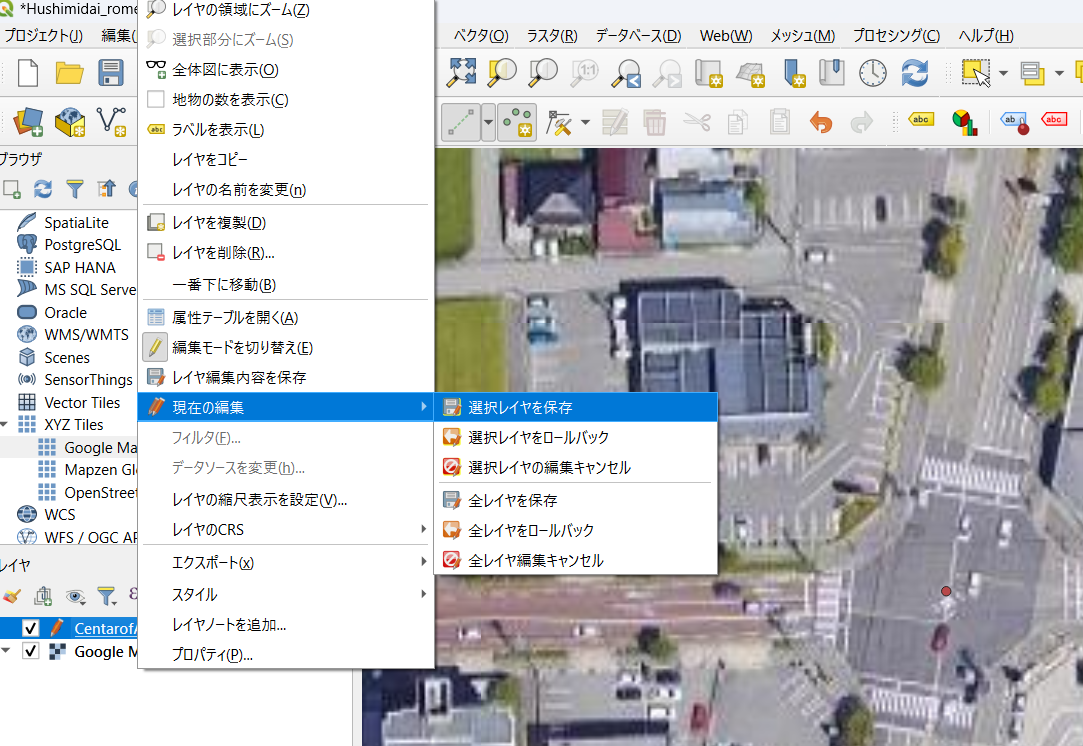 *Hushimidai_rome
プロジェクト(J) 編集(
ベクタ(O) ラスタ(R) データベース(D) Web(W) メッシュ(M) プロセシング(C) ヘルプ(H)
1:1
abc
ab
abc
ブラウザ
SpatiaLite
PostgreSQL
SAP HANA
MS SQL Serve
Oracle
WMS/WMTS
Scenes
SensorThings
Vector Tiles
XYZ Tiles
Google Ma
Mapzen Gl
OpenStreet
WCS
WFS / OGC AP
レイヤ
Centarof
Google M
レイヤの領域にズーム(Z)
選択部分にズーム(S)
全体図に表示(O)
地物の数を表示(C)
abc
ラベルを表示(L)
レイヤをコピー
レイヤの名前を変更(n)
レイヤを複製(D)
レイヤを削除(R)...
一番下に移動(B)
属性テーブルを開く(A)
編集モードを切り替え(E)
レイヤ編集内容を保存
現在の編集
フィルタ(F)...
データソースを変更(h)...
レイヤの縮尺表示を設定(V)...
レイヤのCRS
エクスポート(x)
スタイル
レイヤノートを追加...
プロパティ(P)...
選択レイヤを保存
選択レイヤをロールバック
選択レイヤの編集キャンセル
全レイヤを保存
全レイヤをロールバック
全レイヤ編集キャンセル